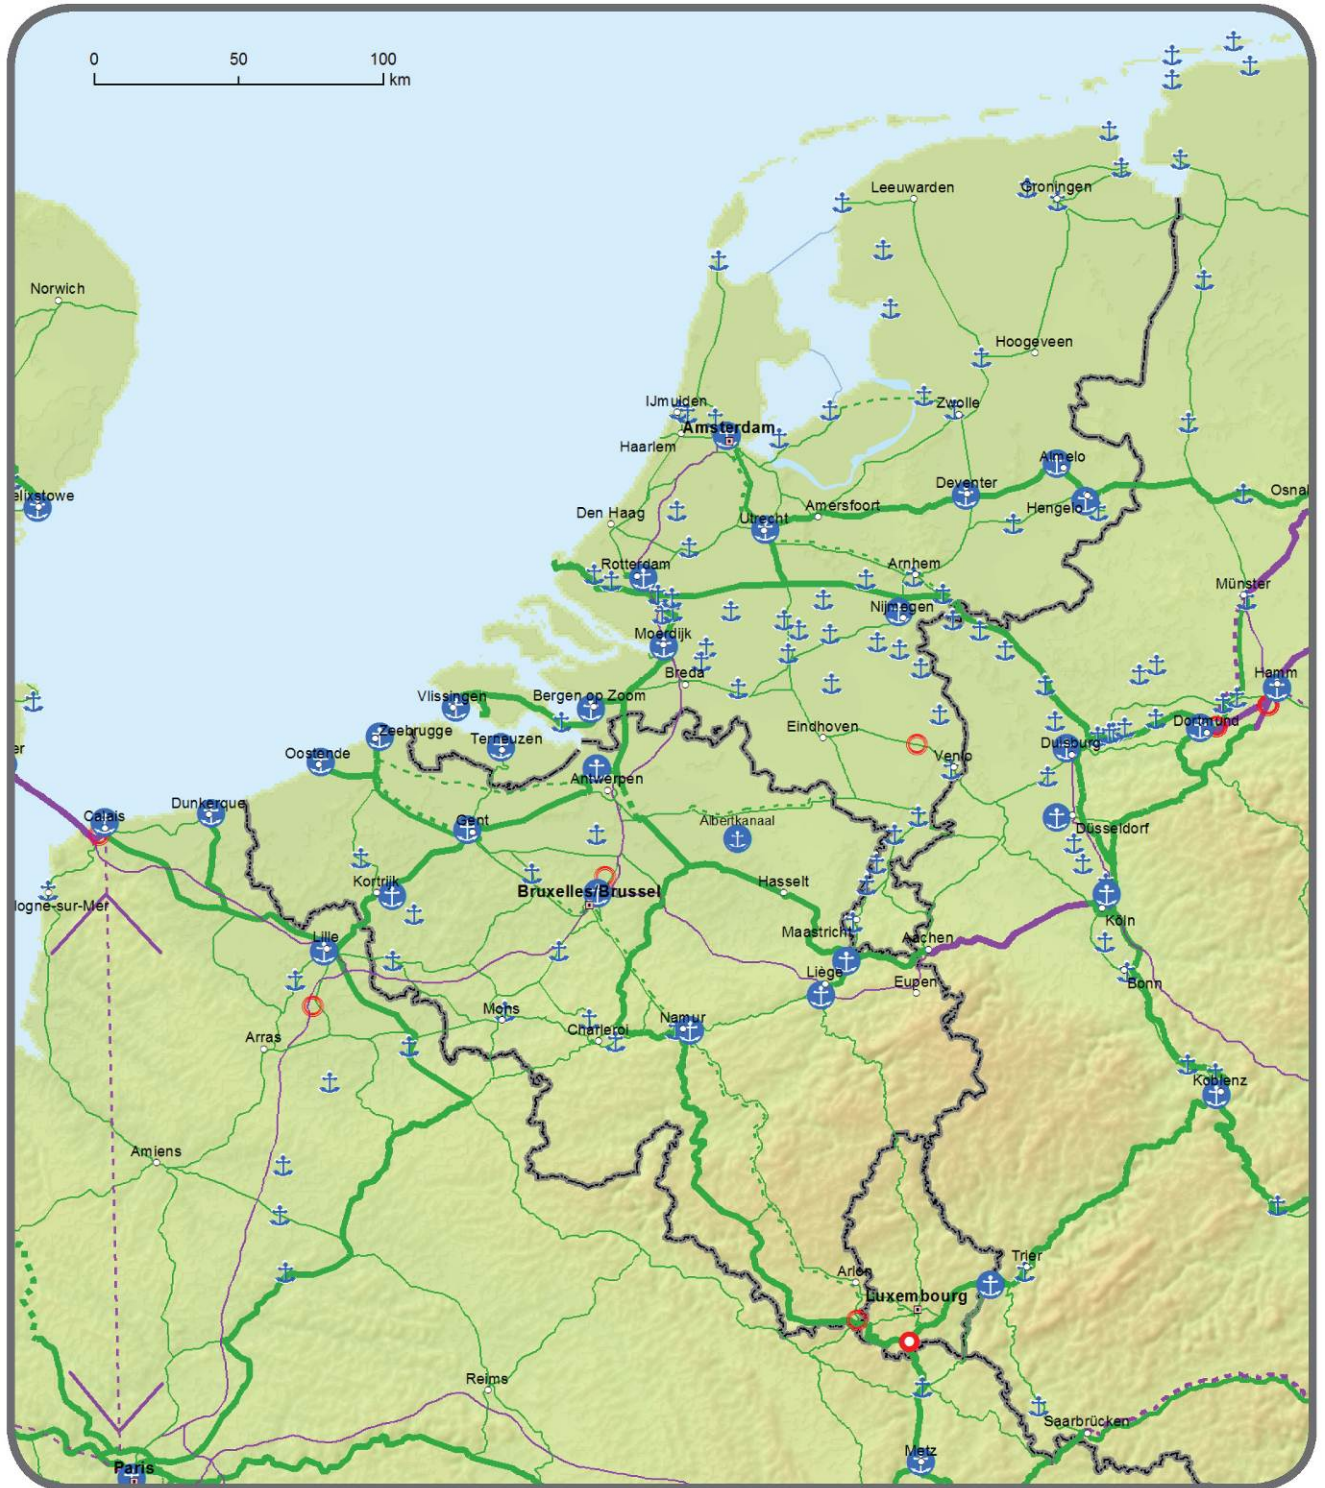 0 50 100
km
Leeuwarden
Groningen
Norwich
Hoogeveen
IJmuiden
Zwolle
Amsterdam
Haarlem
Almelo
Deventer
elixstowe
Osnal
Amersfoort
Hengelo
Den Haag
Utrecht
Rotterdam
Arnhem
Münster
Nijmegen
Moerdijk
Breda
Hamm
Vlissingen
Bergen op Zoom
Dortmund
Eindhoven
Zeebrugge
Terneuzen
Duisburg
er
Oostende
Venlo
Antwerpen
Dunkerque
Calais
Gent
Albertkanaal
Düsseldorf
Kortrijk
Hasselt
Bruxelles/Brussel
logne-sur-Mer
Köln
Maastricht
Aachen
Lille
Liège
Eupen
Bonn
Mons
Namur
Charleroi
Arras
Koblenz
Amiens
Trier
Arlon
Luxembourg
Reims
Saarbrücken
Metz
Paris